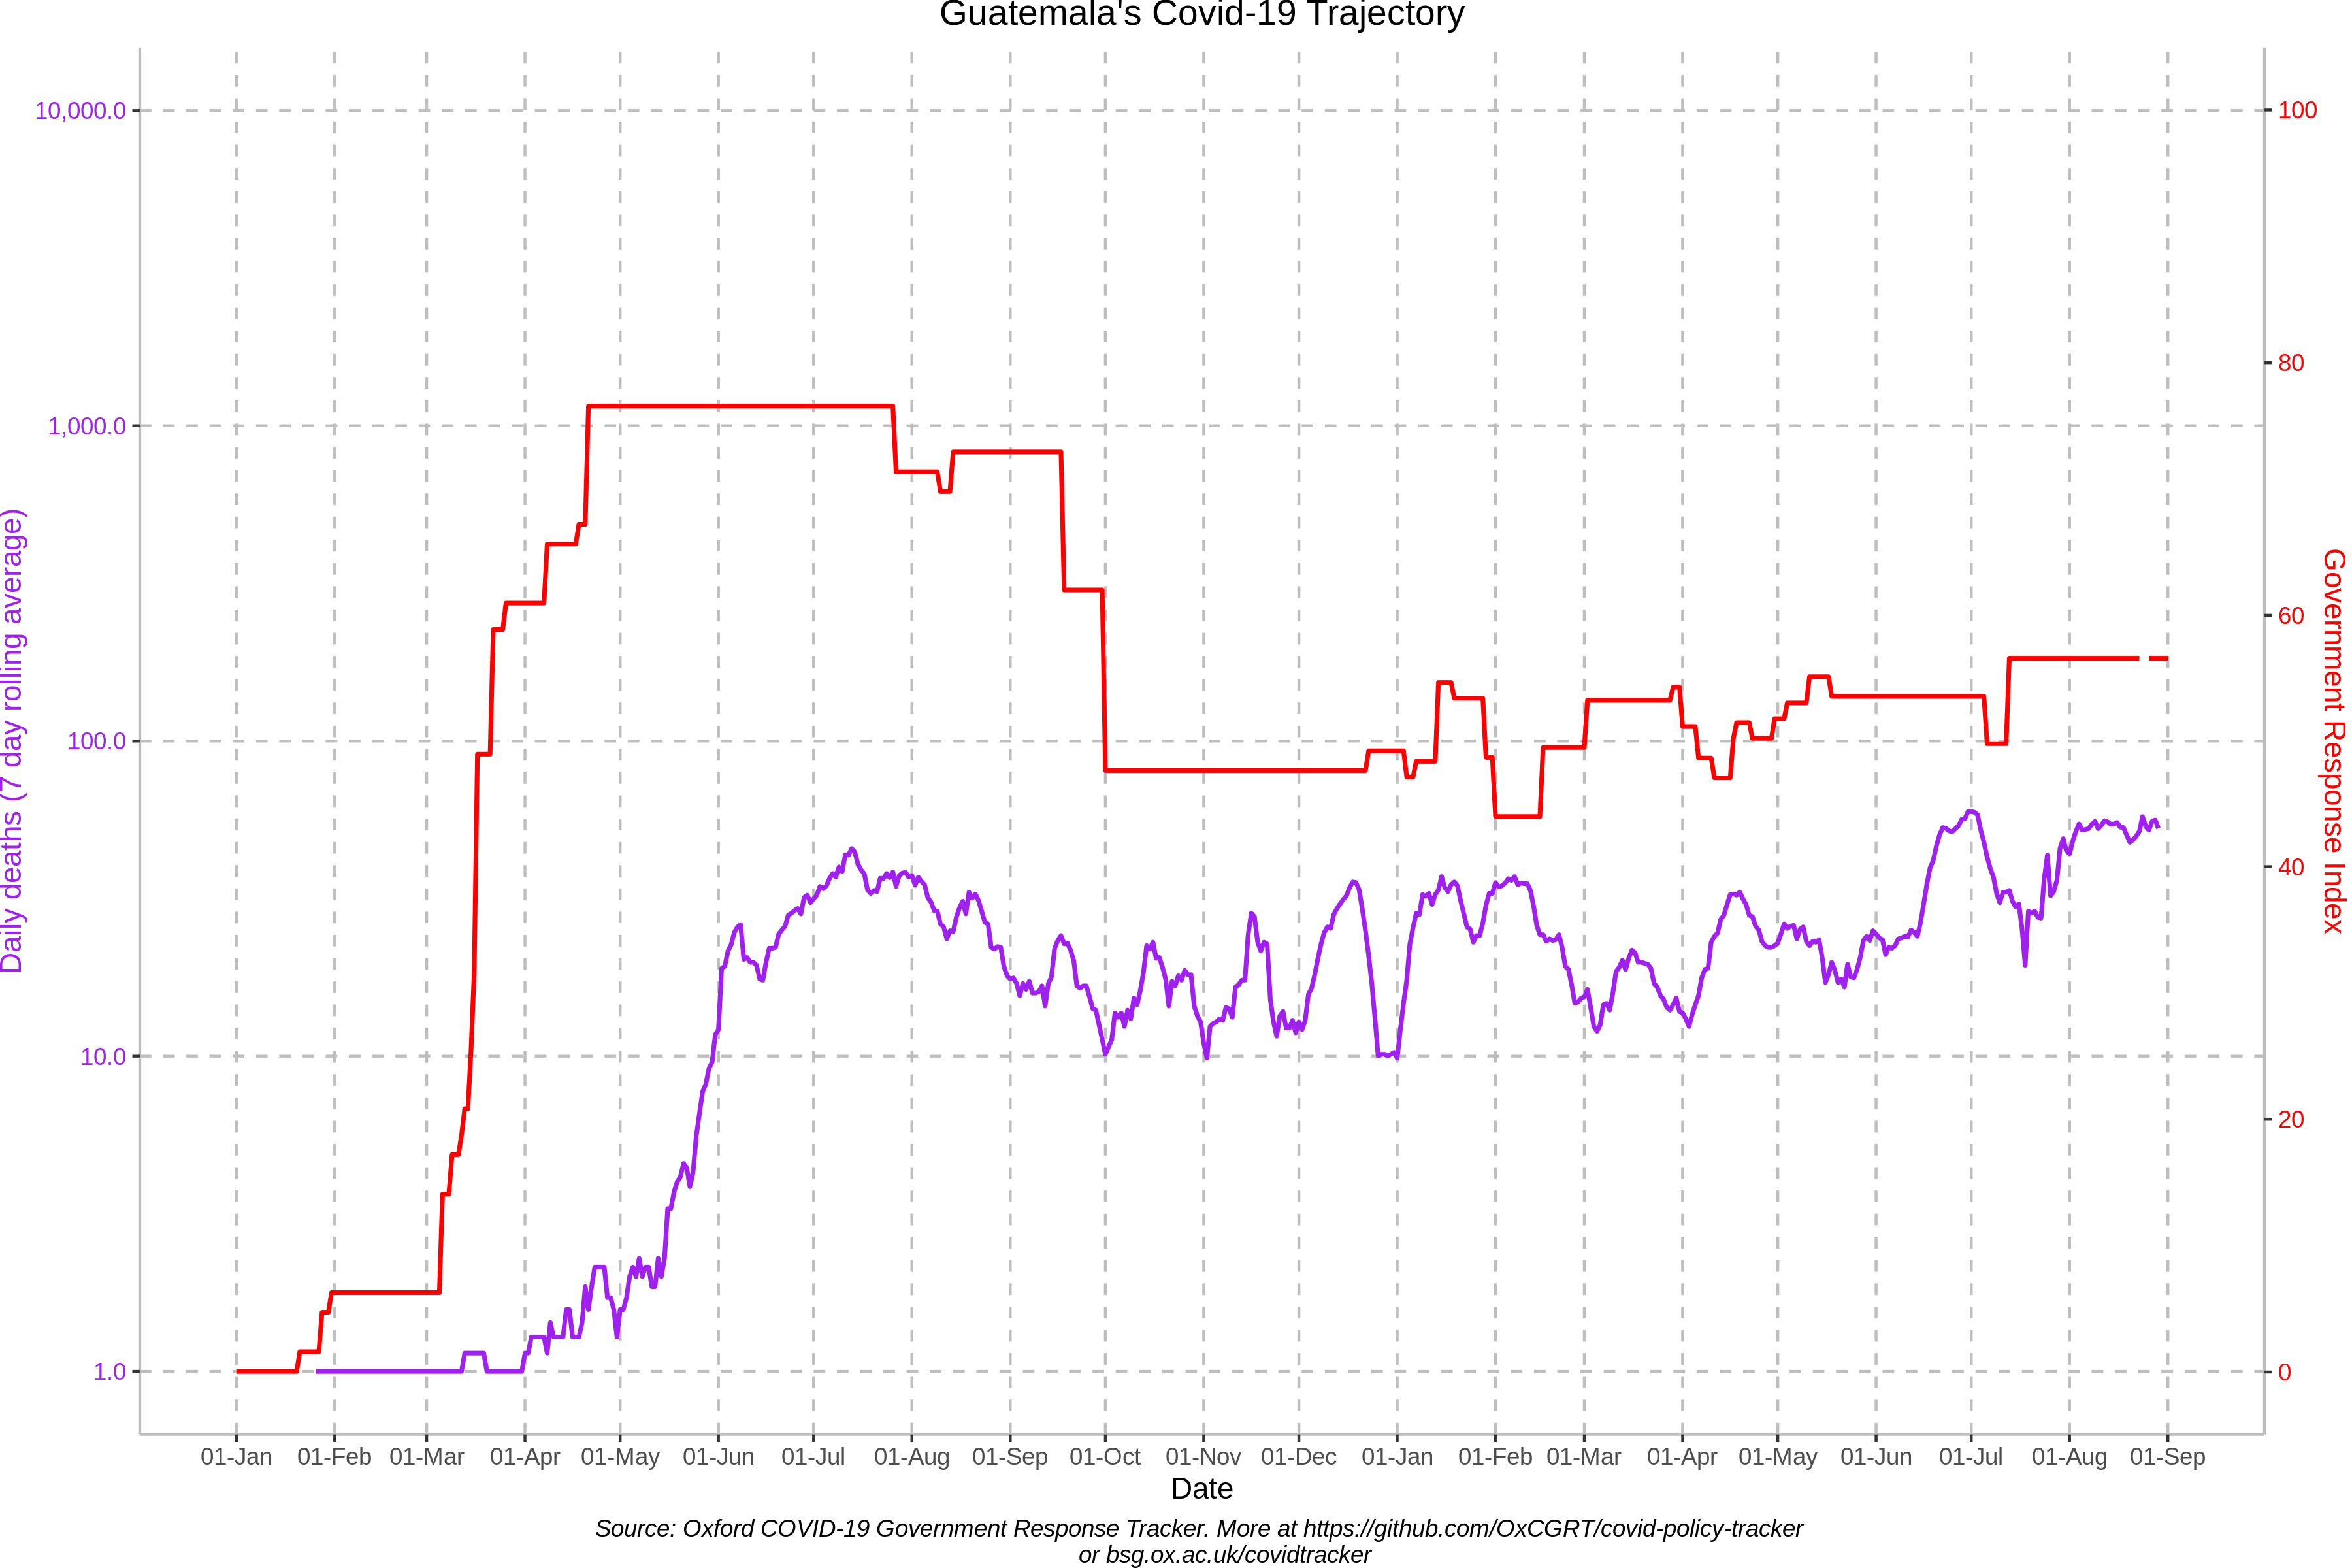 Guatemala's Covid-19 Trajectory
10,000.0
1,000.0
100.0
10.0
1.0
Daily deaths (7 day rolling average)
100
80
60
40
20
0
Government Response Index
01-Jan 01-Feb 01-Mar 01-Apr 01-May 01-Jun 01-Jul 01-Aug 01-Sep 01-Oct 01-Nov 01-Dec 01-Jan 01-Feb 01-Mar 01-Apr 01-May 01-Jun 01-Jul 01-Aug 01-Sep
Date
Source: Oxford COVID-19 Government Response Tracker. More at https://github.com/OxCGRT/covid-policy-tracker
or bsg.ox.ac.uk/covidtracker